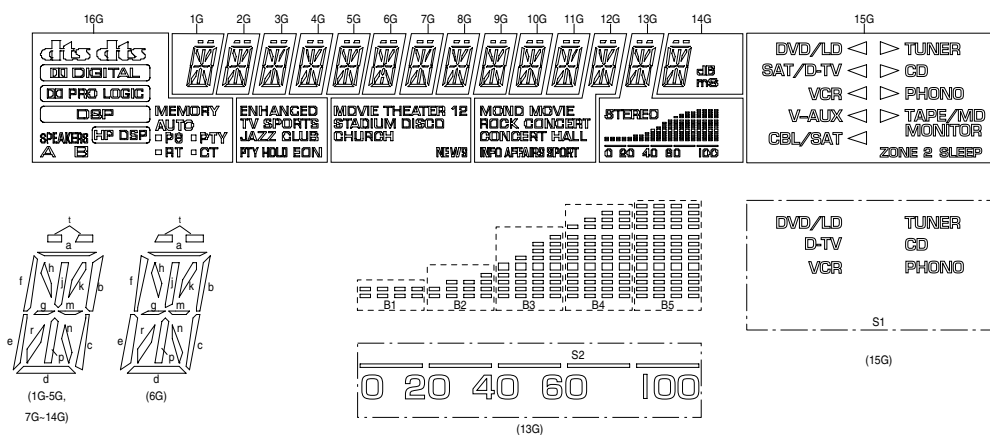 16G 1G 2G 3G 4G 5G 6G 7G 8G 9G 10G 11G 12G 13G 14G 15G
dts dts
DIGITAL
PRO LOGIC
DSP
SPEAKERS HP DSP
A B
MEMORY
AUTO
PS PTY
RT CT
ENHANCED
TV SPORTS
JAZZ CLUB
PTY HOLD EON
MOVIE THEATER 12
STADIUM DISCO
CHURCH
NEWS
MONO MOVIE
ROCK CONCERT
CONCERT HALL
INFO AFFAIRS SPORT
dB
mS
STEREO
0 20 40 60 100
DVD/LD TUNER
SAT/D-TV CD
VCR PHONO
V-AUX TAPE/MD
MONITOR
CBL/SAT
ZONE 2 SLEEP
t
a
h j k
f b
g m
r n
e p c
d
(1G-5G,
7G~14G)
t
a
h j k
f b
g m
r n
e p c
d
(6G)
B1 B2 B3 B4 B5
S2
0 20 40 60 100
(13G)
DVD/LD TUNER
D-TV CD
VCR PHONO
S1
(15G)